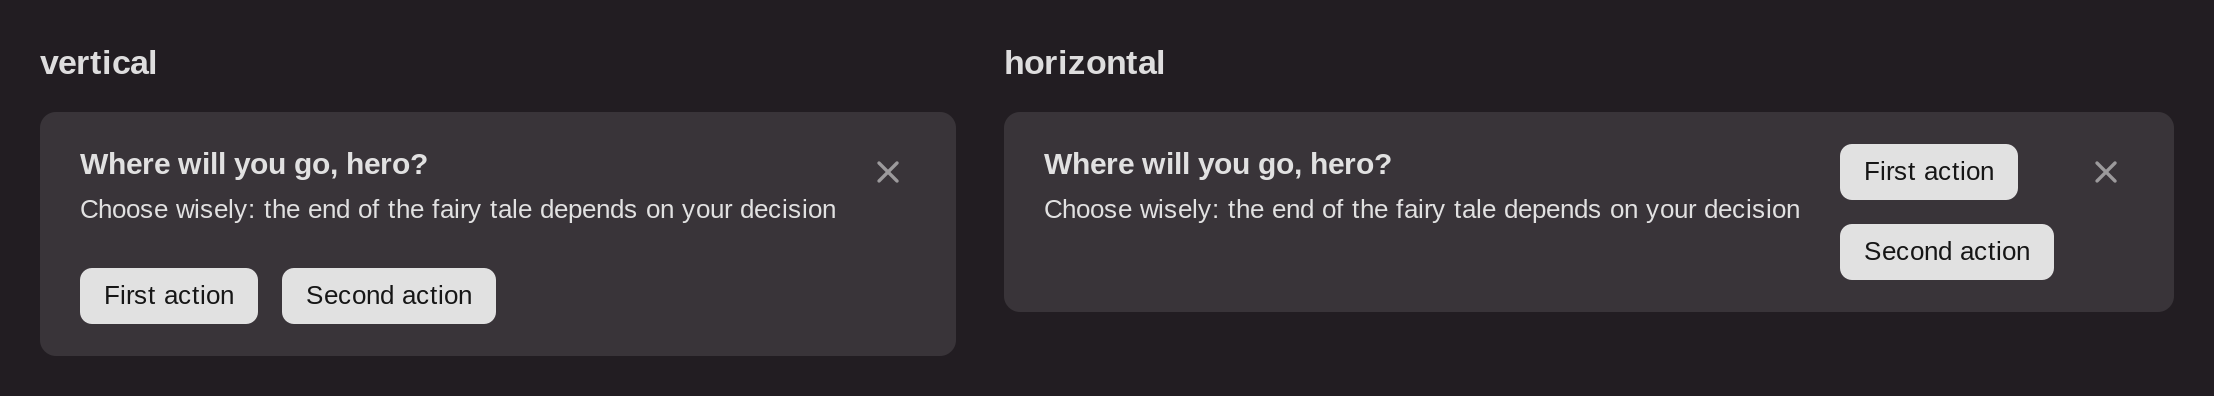 vertical
Where will you go, hero?
Choose wisely: the end of the fairy tale depends on your decision
First action
Second action
horizontal
Where will you go, hero?
Choose wisely: the end of the fairy tale depends on your decision
First action
Second action